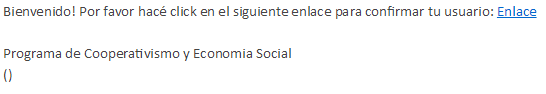 Bienvenido! Por favor hacé click en el siguiente enlace para confirmar tu usuario: Enlace
Programa de Cooperativismo y Economia Social
()